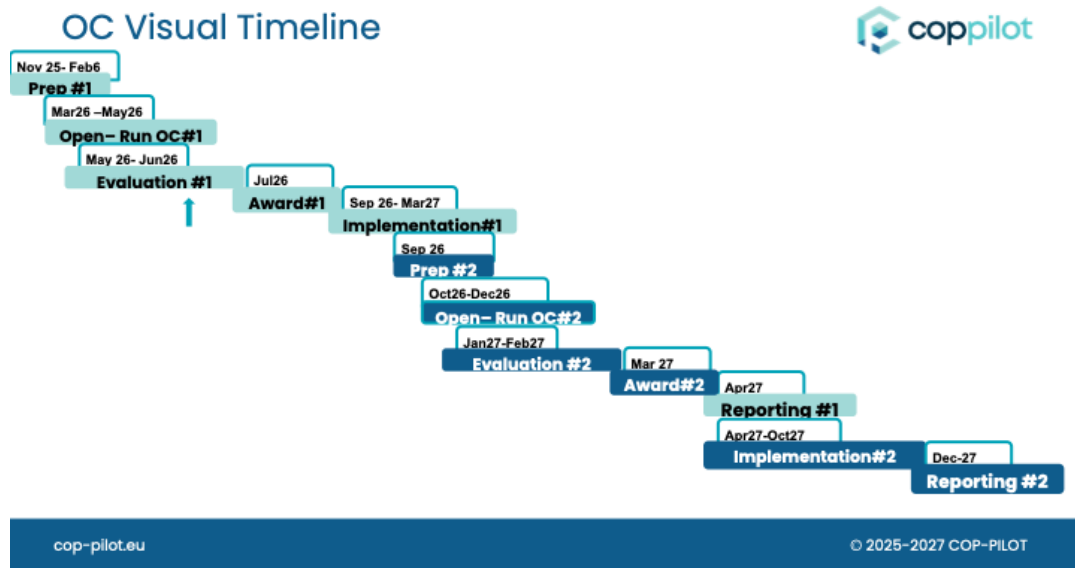 OC Visual Timeline
coppilot
Nov 25- Feb6
Prep #1
Mar26 –May26
Open– Run OC#1
May 26- Jun26
Evaluation #1
Jul26
Award#1
Sep 26- Mar27
Implementation#1
Sep 26
Prep #2
Oct26-Dec26
Open– Run OC#2
Jan27-Feb27
Evaluation #2
Mar 27
Award#2
Apr27
Reporting #1
Apr27-Oct27
Implementation#2
Dec-27
Reporting #2
cop-pilot.eu
© 2025-2027 COP-PILOT